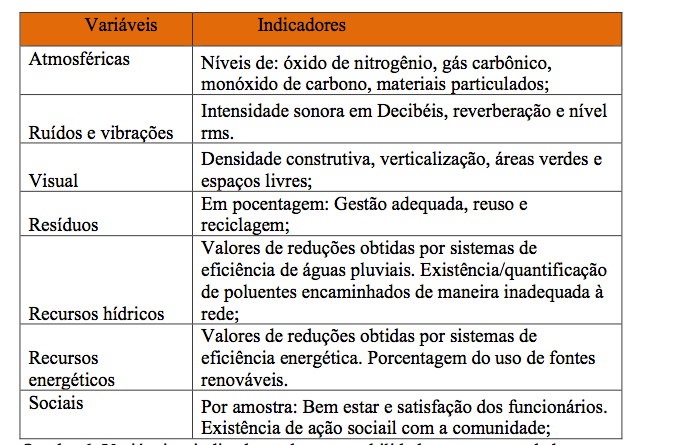 Variáveis Indicadores
Atmosféricas
Níveis de: óxido de nitrogênio, gás carbônico,
monóxido de carbono, materiais particulados;
Ruídos e vibrações
Intensidade sonora em Decibéis, reverberação e nível
rms.
Visual
Densidade construtiva, verticalização, áreas verdes e
espaços livres;
Resíduos
Em pocentagem: Gestão adequada, reuso e
reciclagem;
Recursos hídricos
Valores de reduções obtidas por sistemas de
eficiência de águas pluviais. Existência/quantificação
de poluentes encaminhados de maneira inadequada à
rede;
Recursos
energéticos
Valores de reduções obtidas por sistemas de
eficiência energética. Porcentagem do uso de fontes
renováveis.
Sociais
Por amostra: Bem estar e satisfação dos funcionários.
Existência de ação sociail com a comunidade;